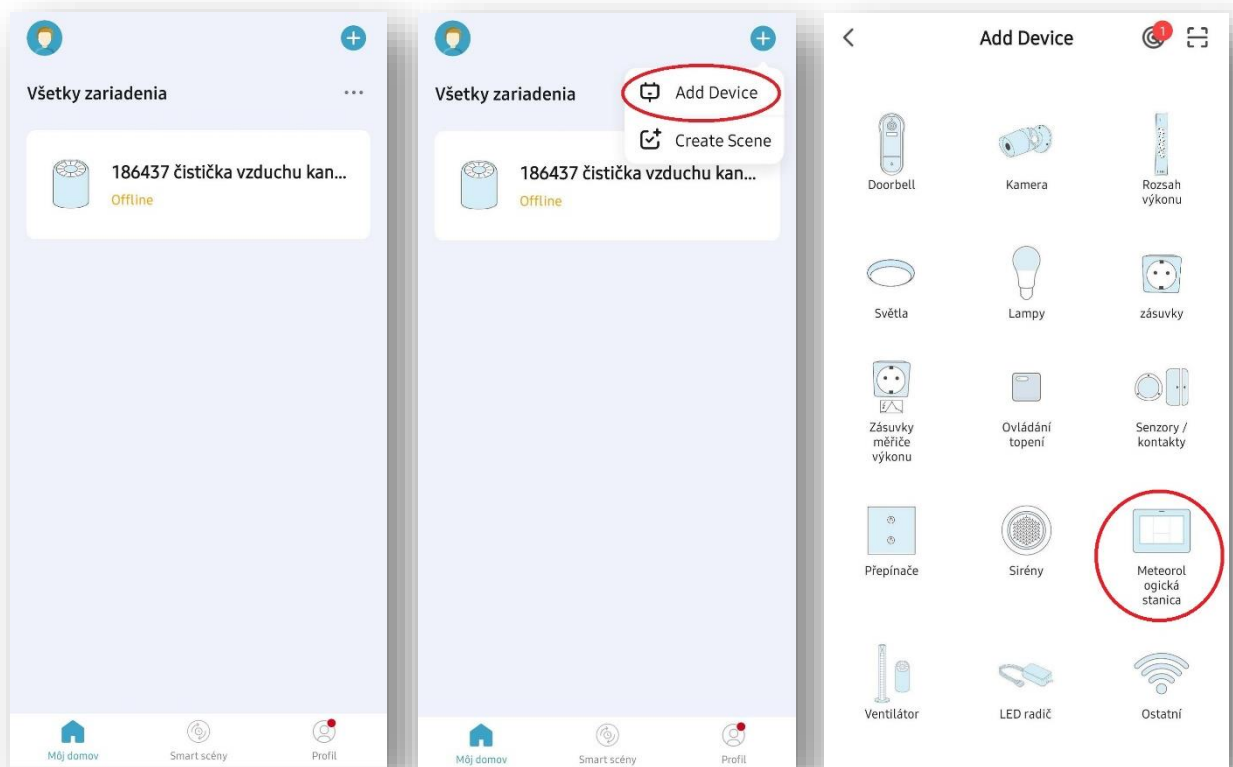 Všetky zariadenia
186437 čistička vzduchu kan...
Offline
Môj domov
Smart scény
Profil
Všetky zariadenia
Add Device
Create Scene
186437 čistička vzduchu kan...
Offline
Môj domov
Smart scény
Profil
Add Device
1
Doorbell
Kamera
Rozsah
výkonu
Světla
Lampy
zásuvky
Zásuvky
měřiče
výkonu
Ovládání
topení
Senzory /
kontakty
Přepínače
Sirény
Meteorol
ogická
stanica
Ventilátor
LED radič
Ostatní